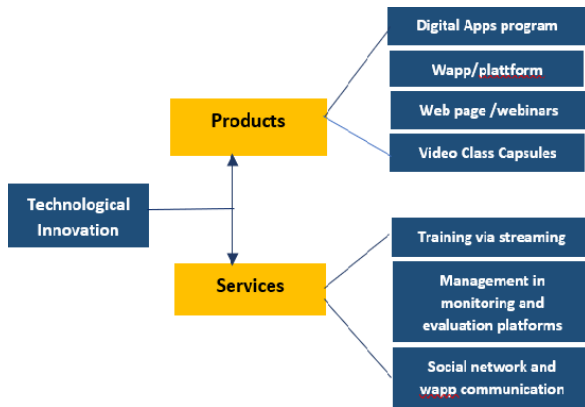 Digital Apps program
Wapp/plattform
Web page /webinars
Video Class Capsules
Products
Technological
Innovation
Services
Training via streaming
Management in
monitoring and
evaluation platforms
Social network and
wapp communication